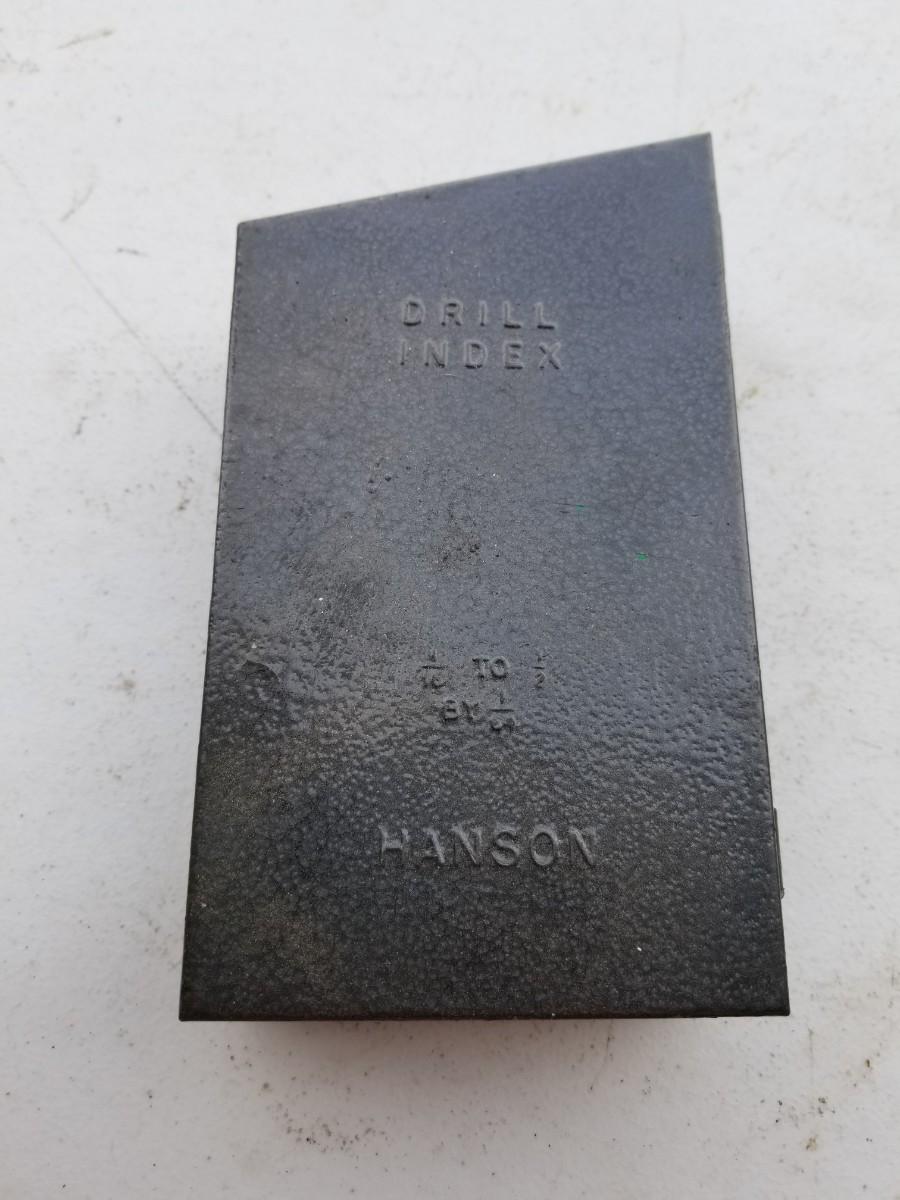 DRILL
INDEX
1/16 TO 1/2
BY 1/64
HANSON